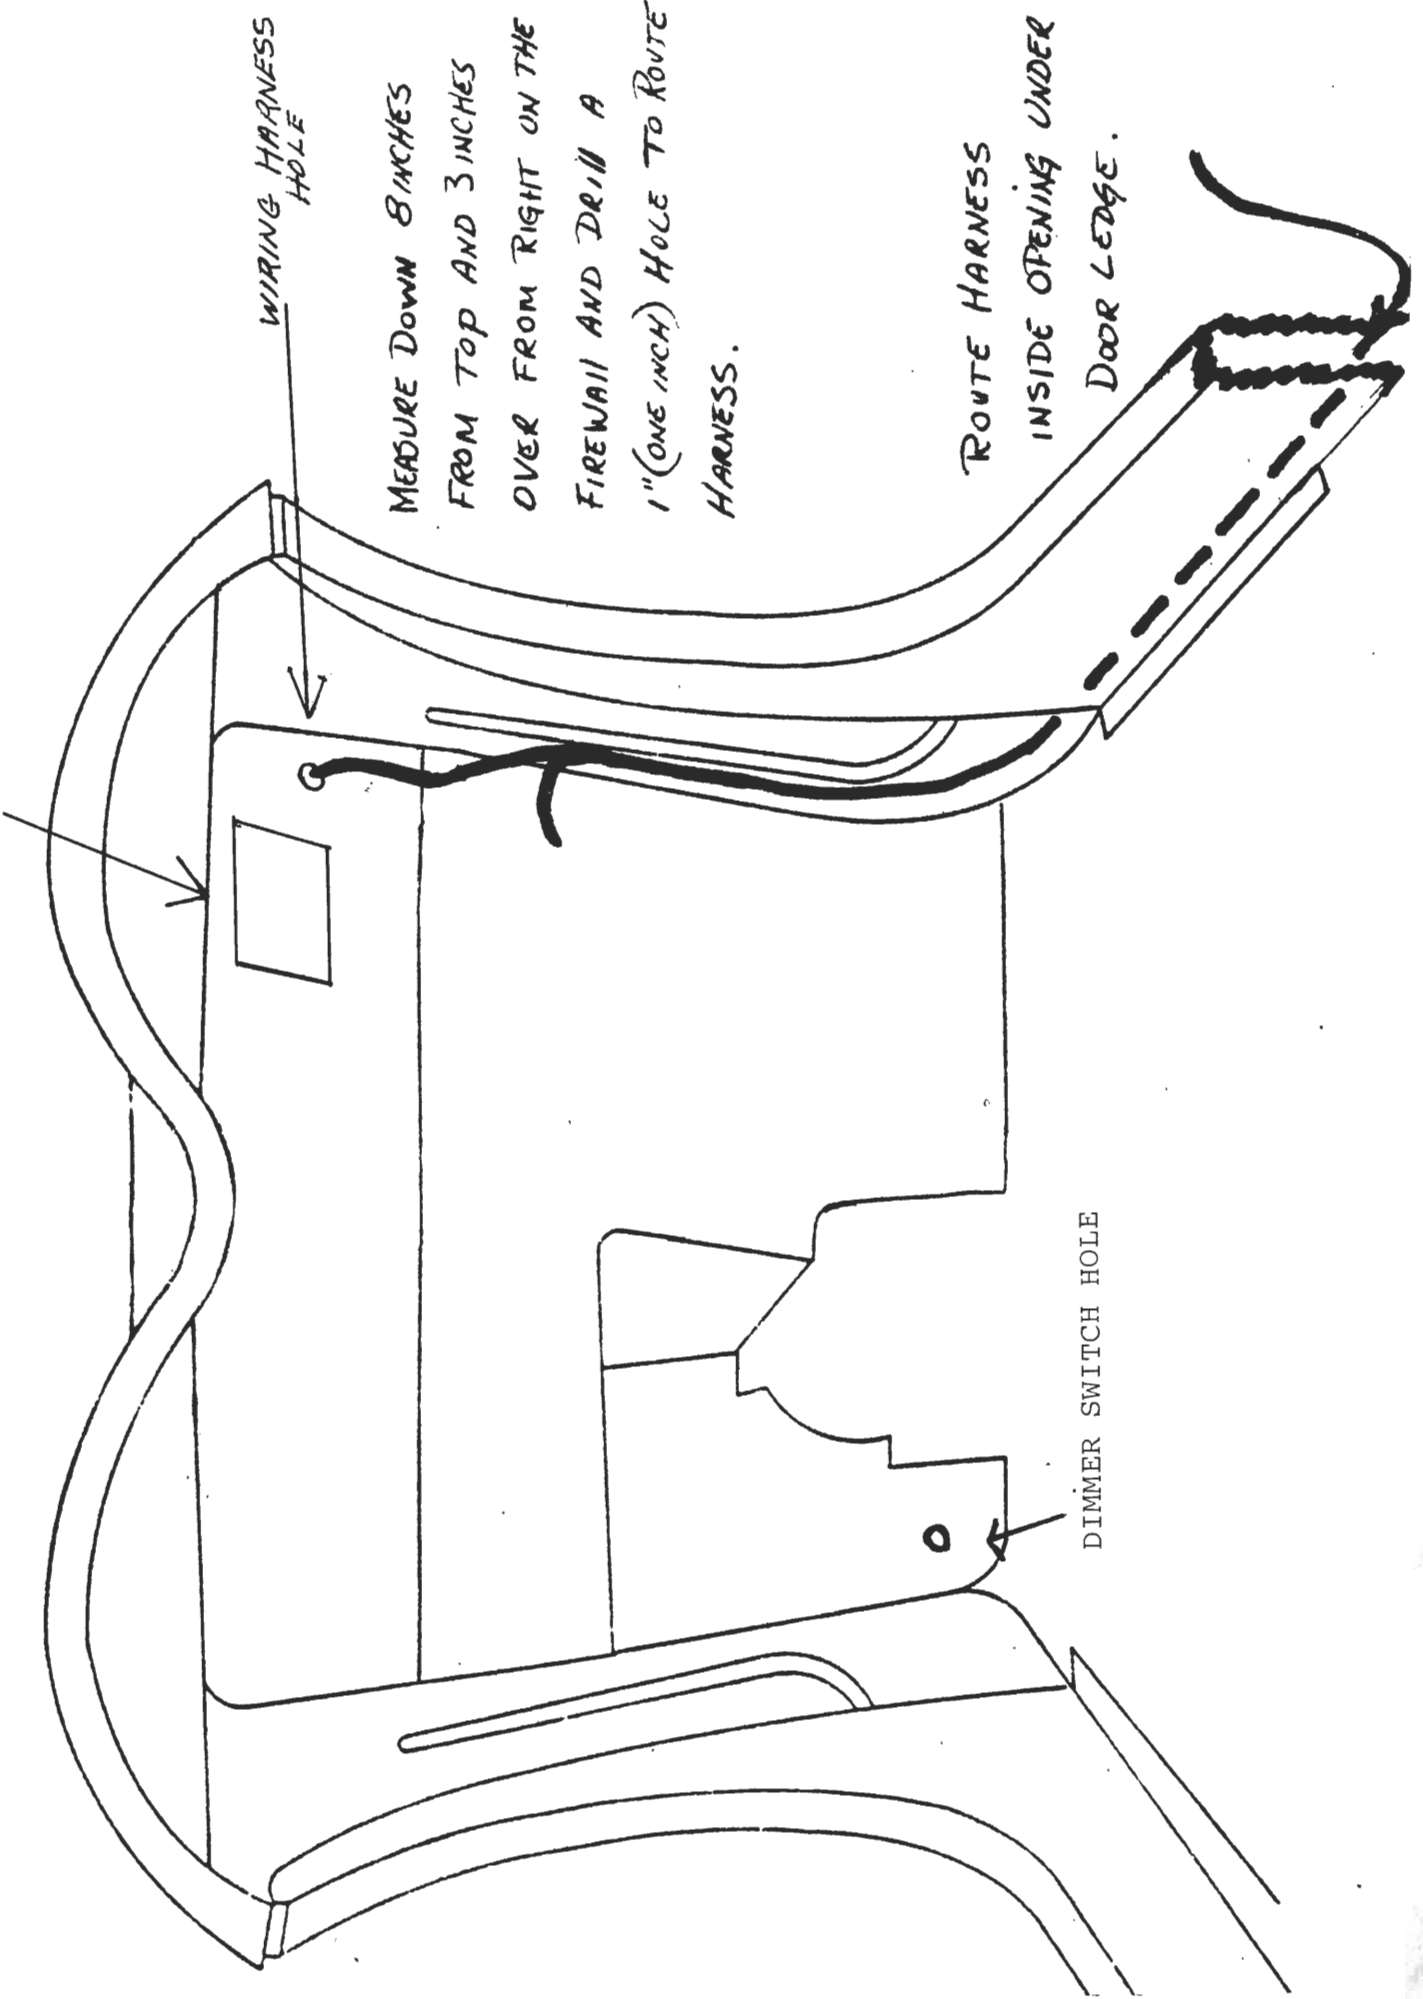 WIRING HARNESS
HOLE
MEASURE DOWN 8 INCHES
FROM TOP AND 3 INCHES
OVER FROM RIGHT ON THE
FIREWALL AND DRILL A
1" (ONE INCH) HOLE TO ROUTE
HARNESS.
ROUTE HARNESS
INSIDE OPENING UNDER
DOOR LEDGE.
DIMMER SWITCH HOLE